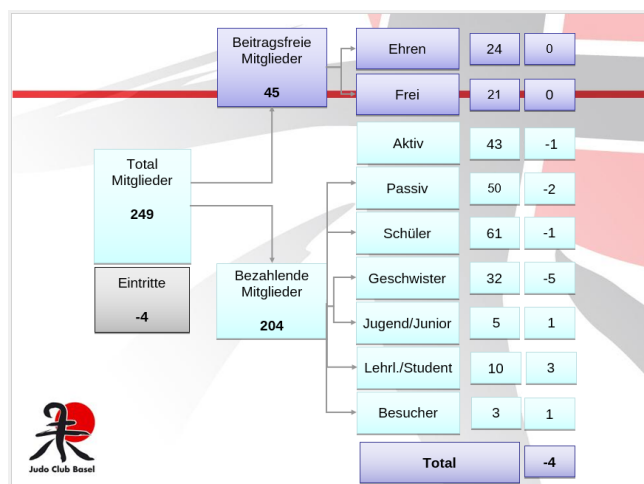 Beitragsfreie
Mitglieder
45
Ehren 24 0
Frei 21 0
Total
Mitglieder
249
Eintritte
-4
Bezahlende
Mitglieder
204
Aktiv 43 -1
Passiv 50 -2
Schüler 61 -1
Geschwister 32 -5
Jugend/Junior 5 1
Lehrl./Student 10 3
Besucher 3 1
Total -4
Judo Club Basel